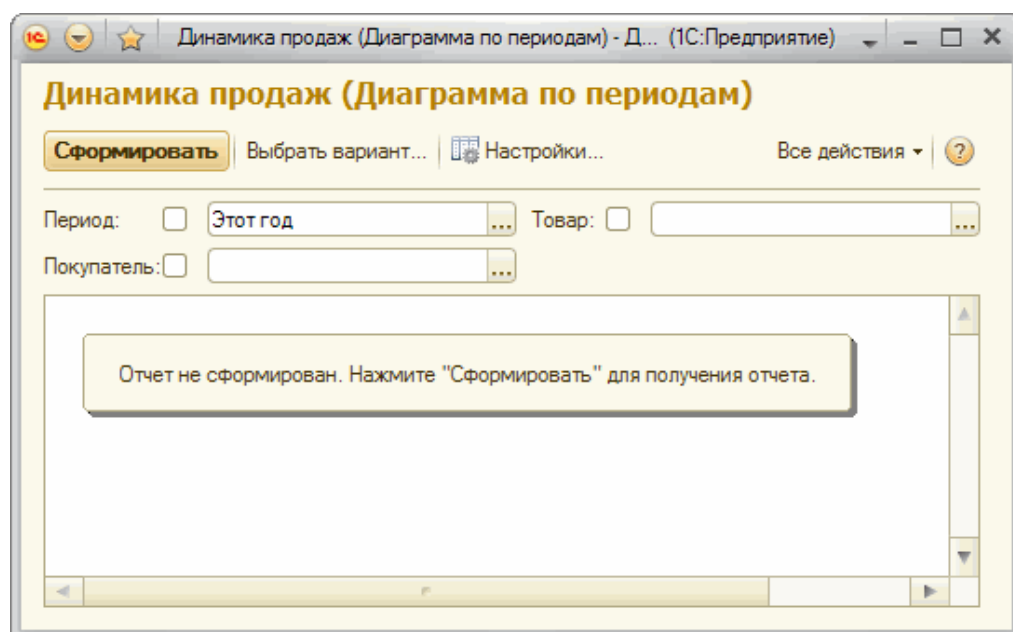 1С Динамика продаж (Диаграмма по периодам) - Д... (1С:Предприятие)
Динамика продаж (Диаграмма по периодам)
Сформировать Выбрать вариант... Настройки... Все действия ?
Период: Этот год ... Товар: ...
Покупатель: ...
Отчет не сформирован. Нажмите "Сформировать" для получения отчета.